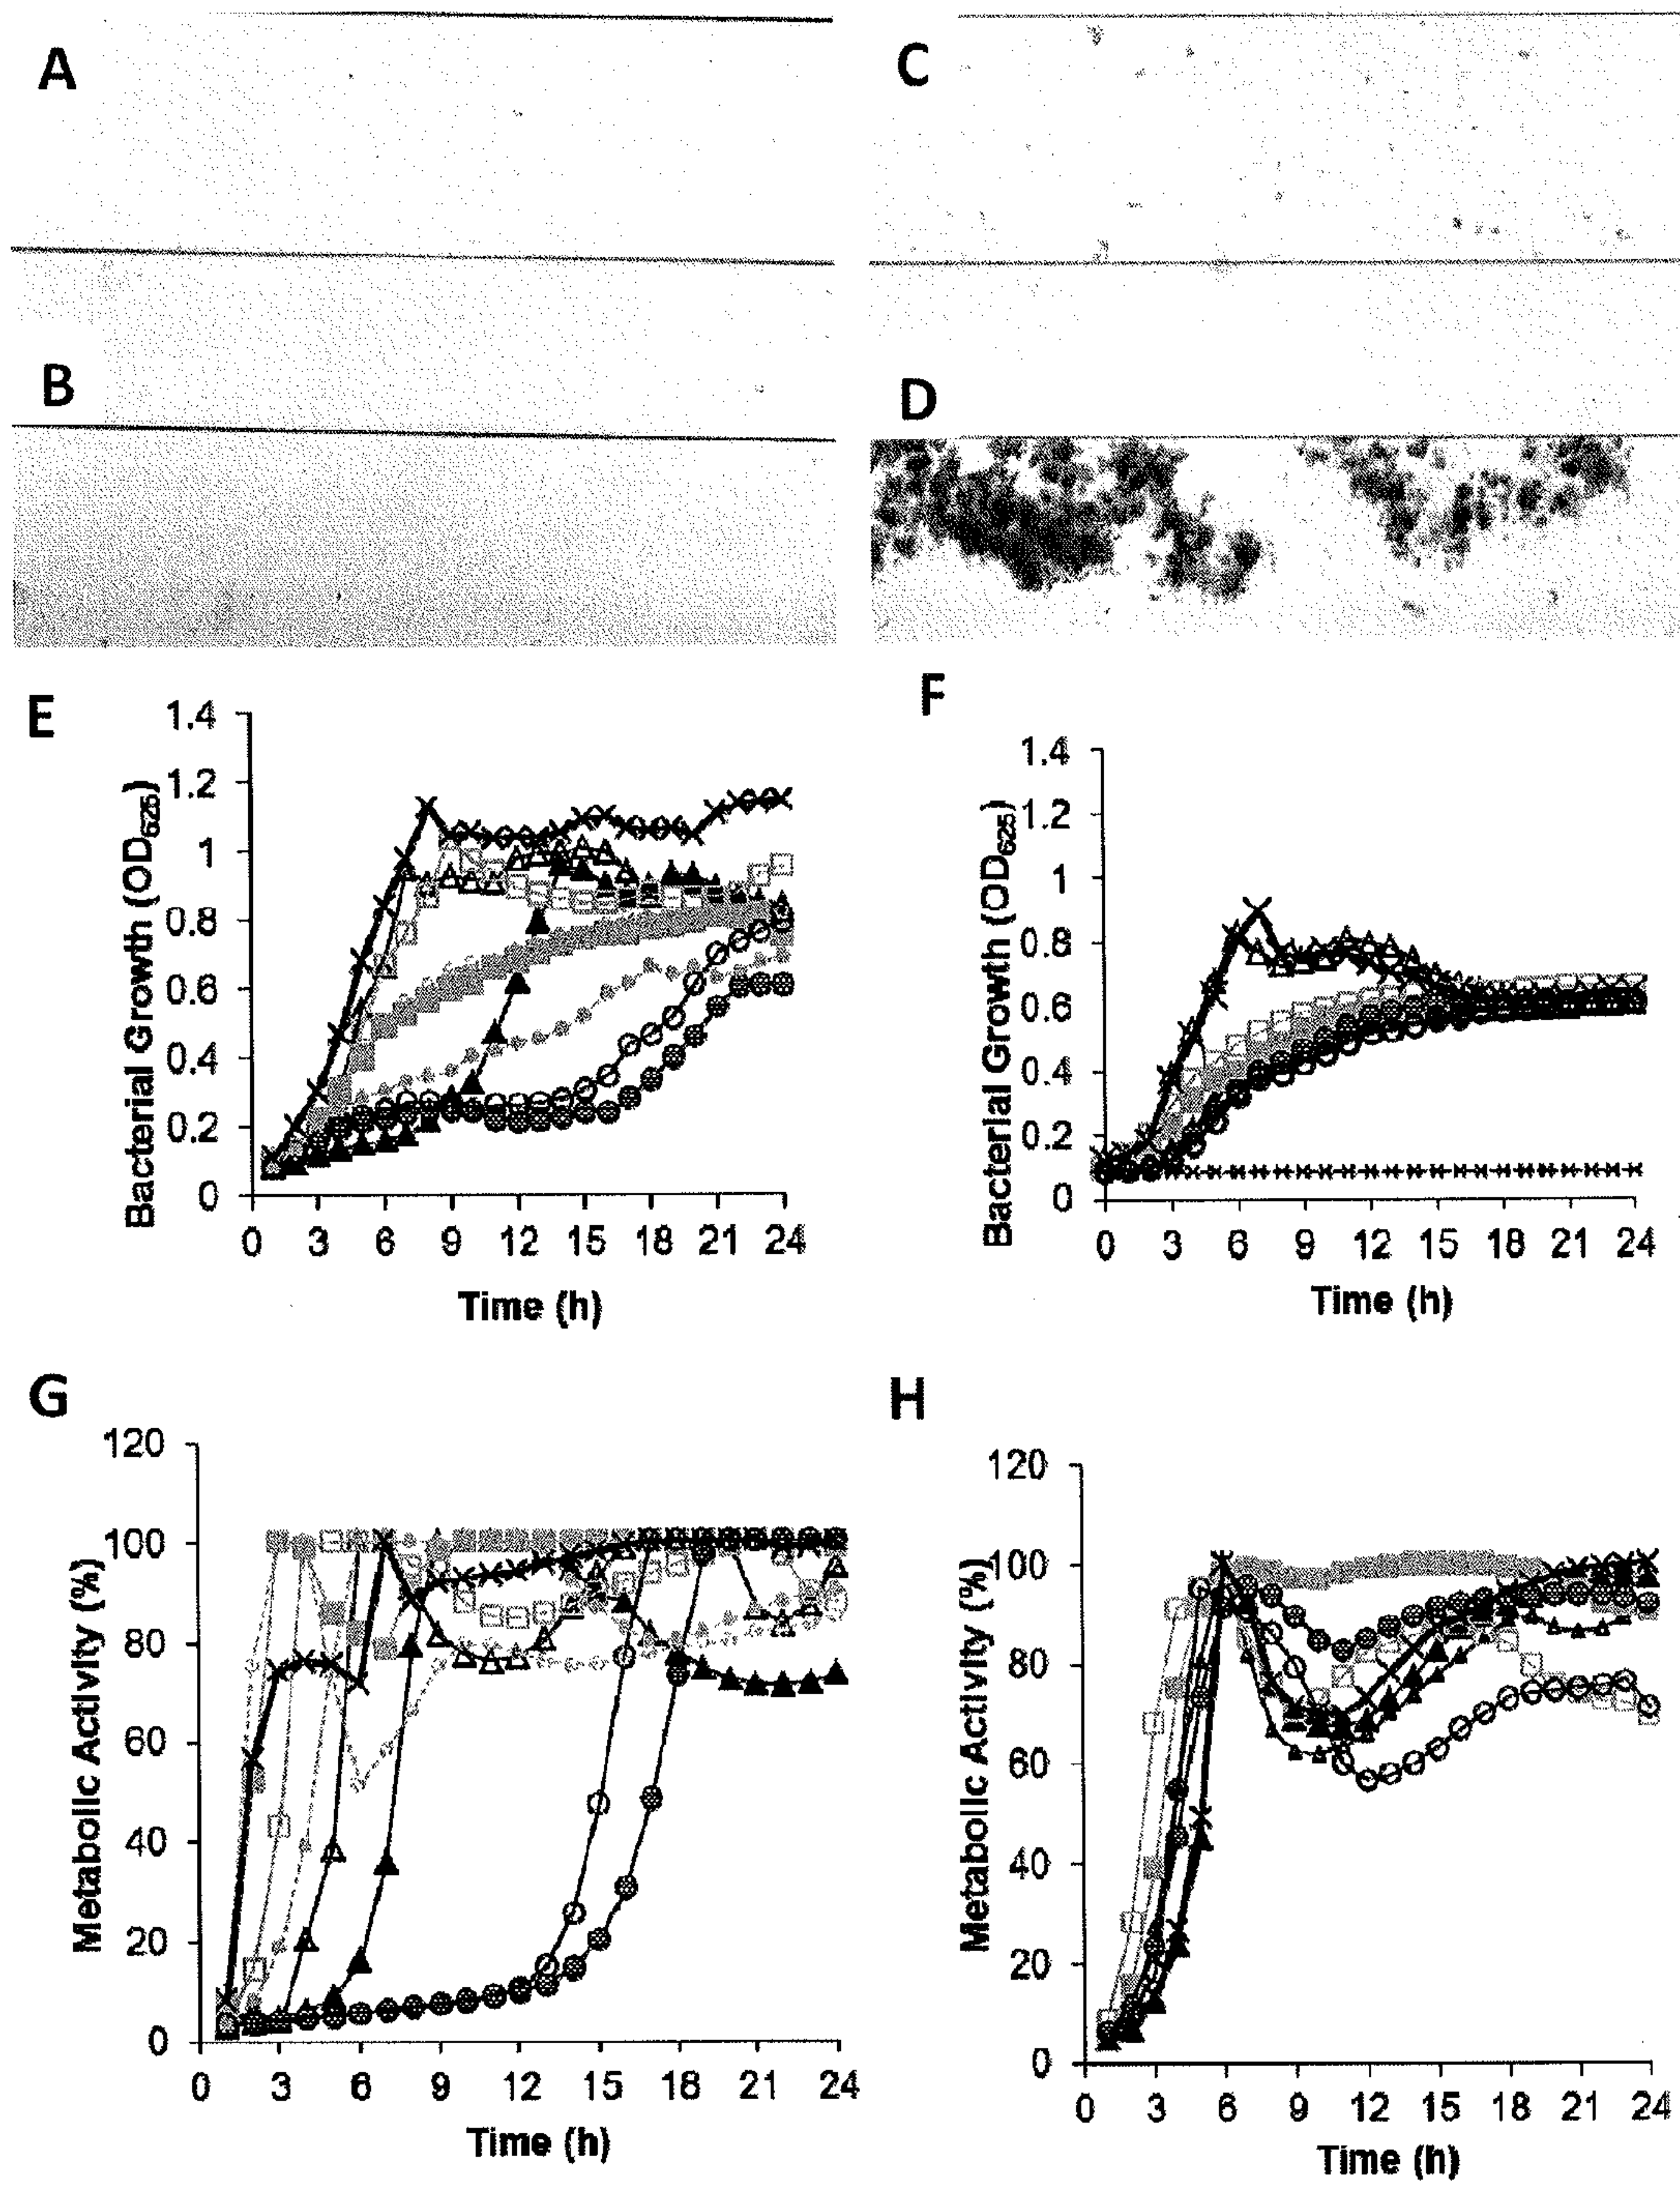 A
C
B
D
E
F
Bacterial Growth (OD625)
1.4
1.2
1
0.8
0.6
0.4
0.2
0
0 3 6 9 12 15 18 21 24
Time (h)
Bacterial Growth (OD625)
1.4
1.2
1
0.8
0.6
0.4
0.2
0
0 3 6 9 12 15 18 21 24
Time (h)
G
H
Metabolic Activity (%)
120
100
80
60
40
20
0
0 3 6 9 12 15 18 21 24
Time (h)
Metabolic Activity (%)
120
100
80
60
40
20
0
0 3 6 9 12 15 18 21 24
Time (h)